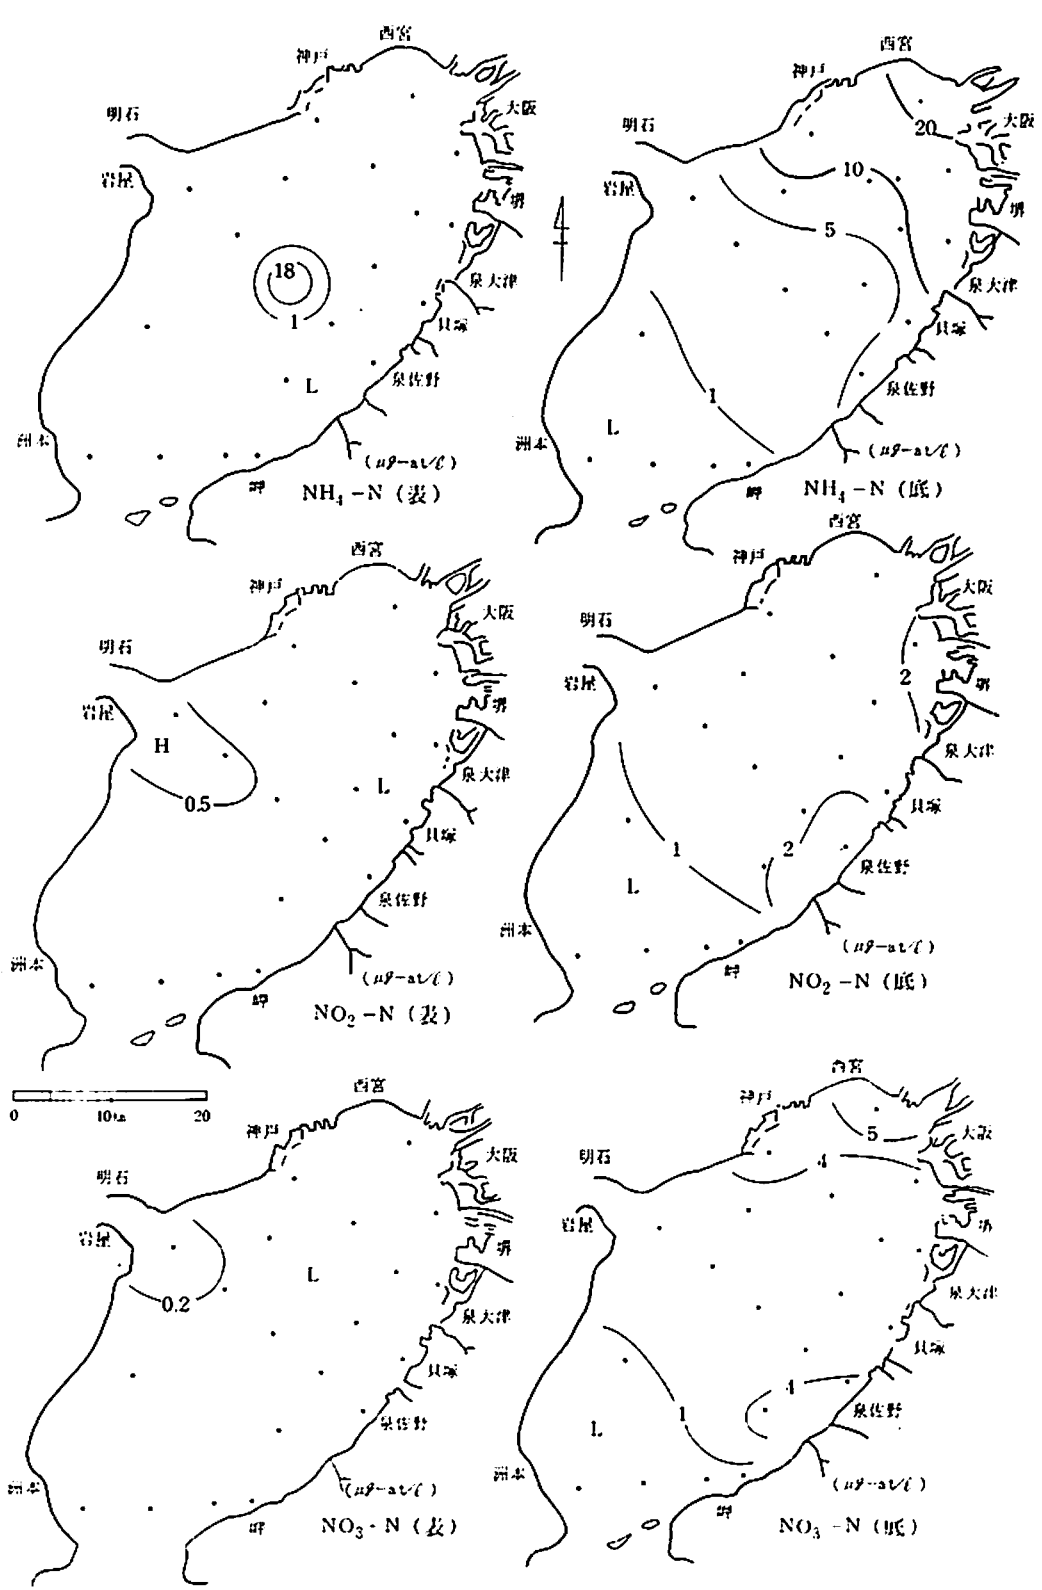 西宮
神戸
大阪
明石
岩屋
堺
18
泉大津
1
貝塚
L
泉佐野
洲本
(μg-at/ℓ)
岬
NH₄-N (表)
西宮
神戸
大阪
明石
20
10
岩屋
堺
5
泉大津
貝塚
泉佐野
1
L
洲本
(μg-at/ℓ)
岬
NH₄-N (底)
西宮
神戸
大阪
明石
岩屋
堺
H
泉大津
L
0.5
貝塚
泉佐野
洲本
(μg-at/ℓ)
岬
NO₂-N (表)
西宮
神戸
大阪
明石
岩屋
2
堺
泉大津
貝塚
1
2
泉佐野
L
洲本
(μg-at/ℓ)
岬
NO₂-N (底)
0 10km 20
西宮
神戸
大阪
明石
岩屋
堺
L
0.2
泉大津
貝塚
泉佐野
洲本
(μg-at/ℓ)
岬
NO₃-N (表)
西宮
神戸
5
大阪
明石
4
岩屋
堺
泉大津
貝塚
4
泉佐野
1
L
洲本
(μg-at/ℓ)
岬
NO₃-N (底)